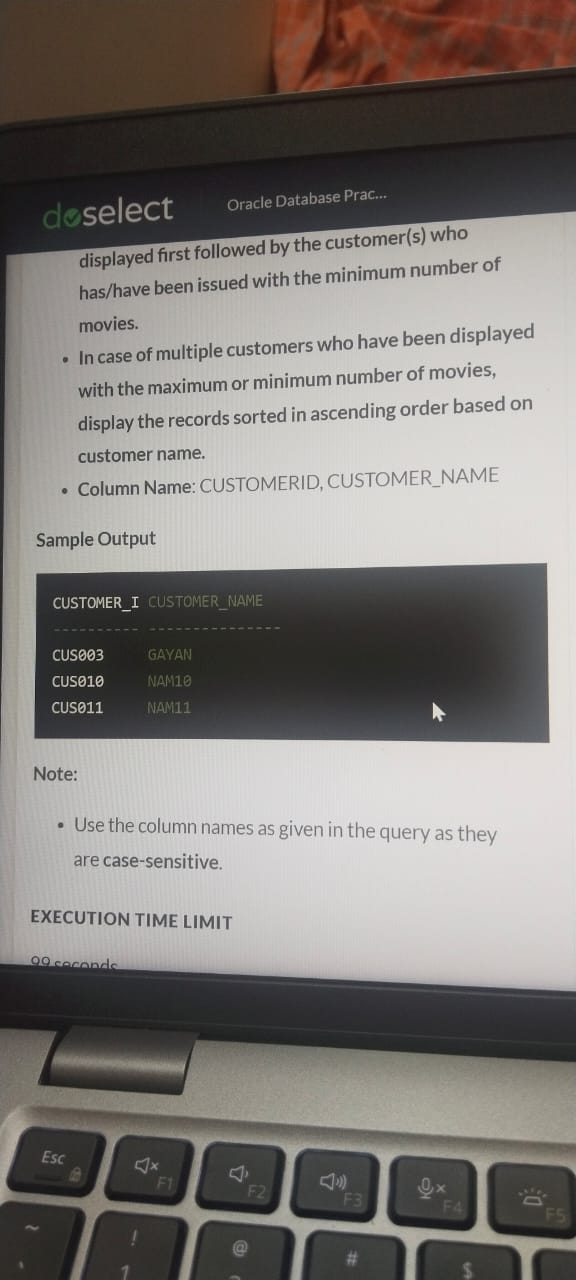 doselect Oracle Database Prac...
displayed first followed by the customer(s) who
has/have been issued with the minimum number of
movies.
• In case of multiple customers who have been displayed
with the maximum or minimum number of movies,
display the records sorted in ascending order based on
customer name.
• Column Name: CUSTOMERID, CUSTOMER_NAME
Sample Output
CUSTOMER_I CUSTOMER_NAME
---------- ---------------
CUS003 GAYAN
CUS010 NAM10
CUS011 NAM11
Note:
• Use the column names as given in the query as they
are case-sensitive.
EXECUTION TIME LIMIT
99 seconds
Esc F1 F2 F3 F4 F5
~ ! @ # $
1